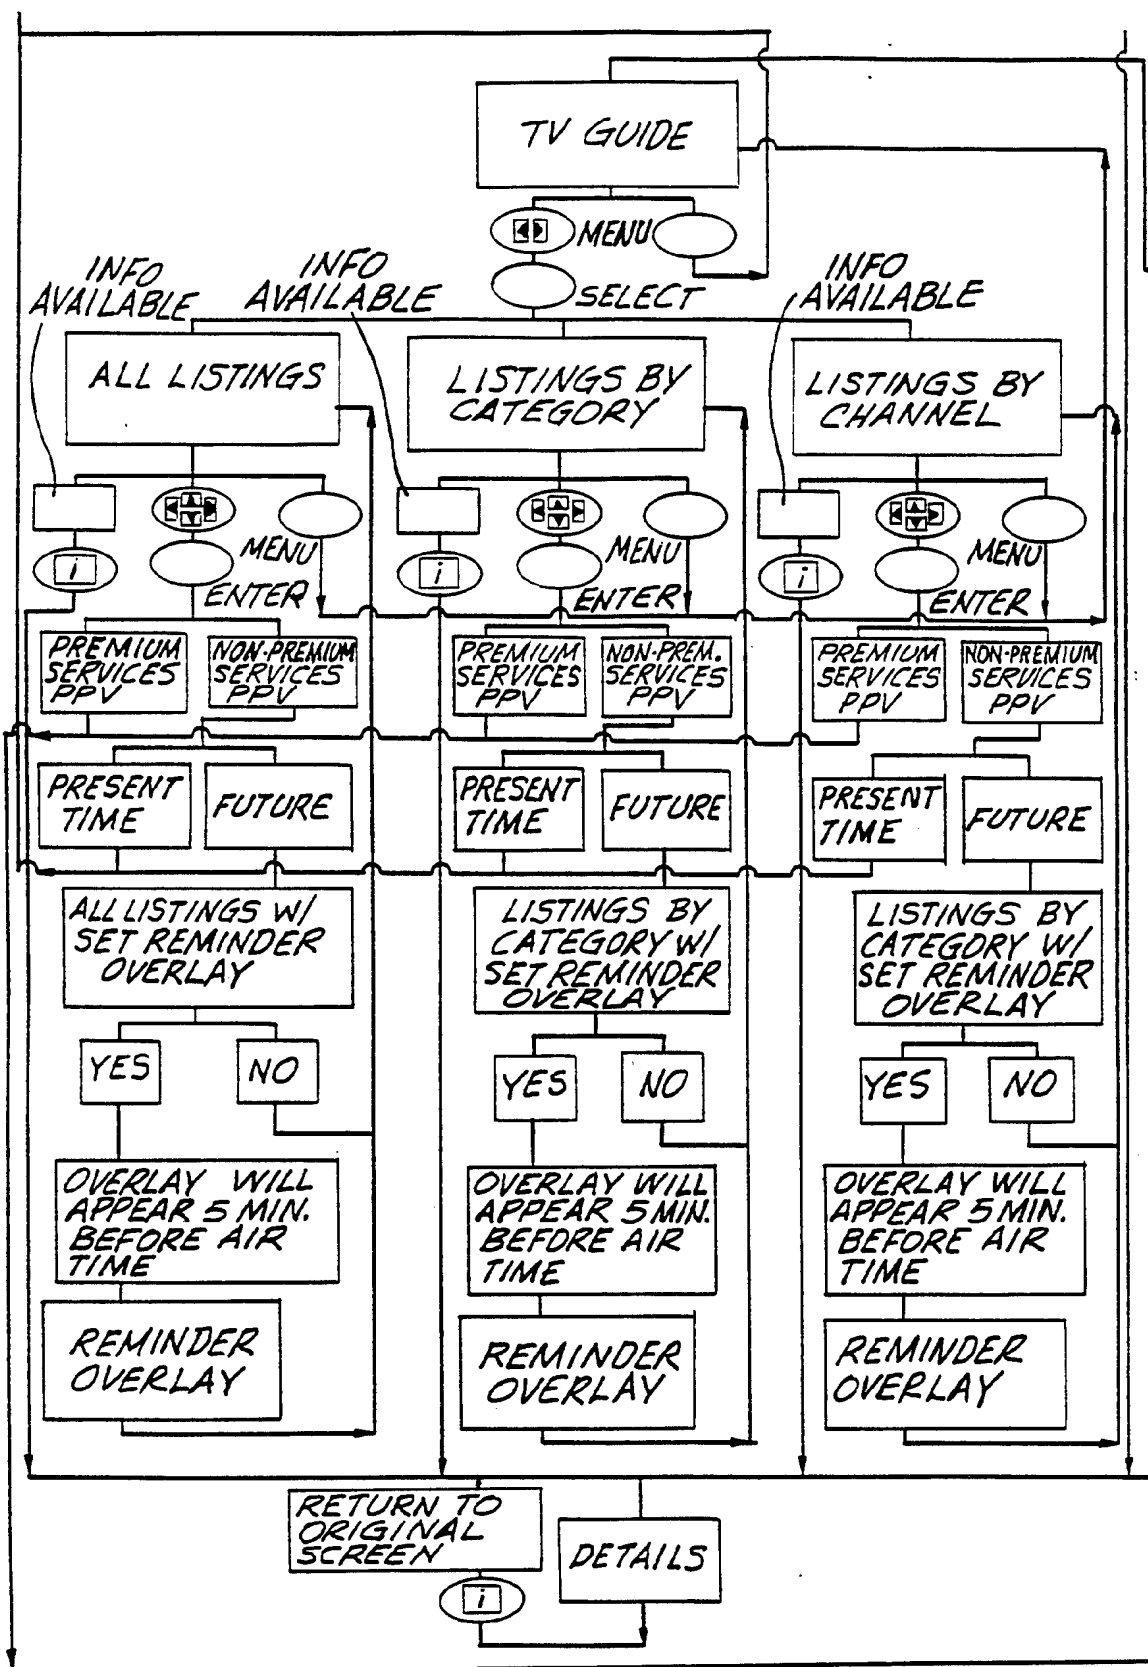 TV GUIDE
MENU
SELECT
INFO
AVAILABLE
INFO
AVAILABLE
INFO
AVAILABLE
ALL LISTINGS
LISTINGS BY
CATEGORY
LISTINGS BY
CHANNEL
i
MENU
ENTER
i
MENU
ENTER
i
MENU
ENTER
PREMIUM
SERVICES
PPV
NON-PREMIUM
SERVICES
PPV
PREMIUM
SERVICES
PPV
NON-PREM.
SERVICES
PPV
PREMIUM
SERVICES
PPV
NON-PREMIUM
SERVICES
PPV
PRESENT
TIME
FUTURE
PRESENT
TIME
FUTURE
PRESENT
TIME
FUTURE
ALL LISTINGS W/
SET REMINDER
OVERLAY
LISTINGS BY
CATEGORY W/
SET REMINDER
OVERLAY
LISTINGS BY
CATEGORY W/
SET REMINDER
OVERLAY
YES
NO
YES
NO
YES
NO
OVERLAY WILL
APPEAR 5 MIN.
BEFORE AIR
TIME
OVERLAY WILL
APPEAR 5 MIN.
BEFORE AIR
TIME
OVERLAY WILL
APPEAR 5 MIN.
BEFORE AIR
TIME
REMINDER
OVERLAY
REMINDER
OVERLAY
REMINDER
OVERLAY
RETURN TO
ORIGINAL
SCREEN
i
DETAILS